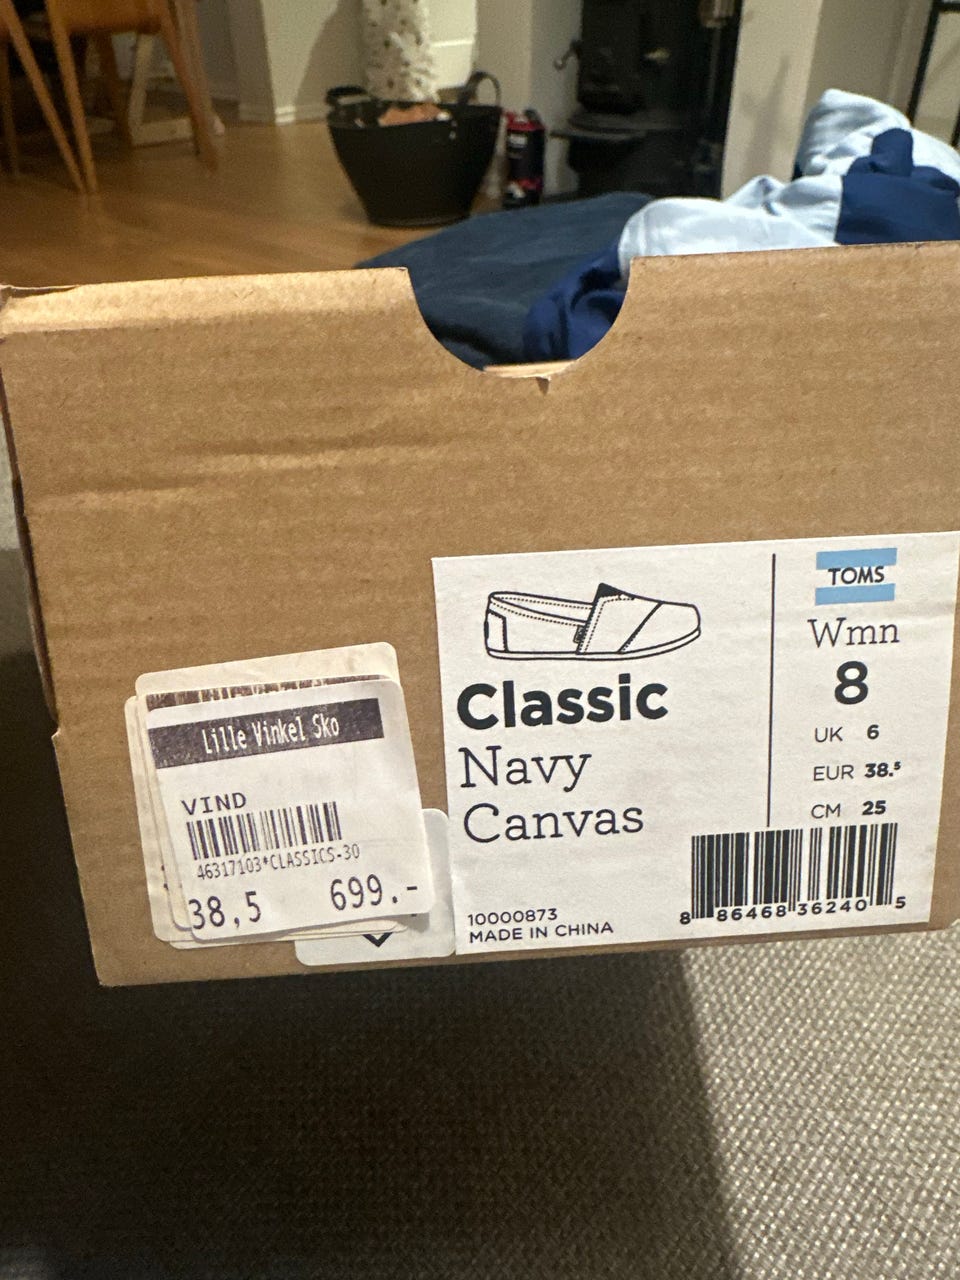 TOMS
Wmn
8
UK 6
EUR 38.⁵
CM 25
Classic
Navy
Canvas
10000873
MADE IN CHINA
8 86468 36240 5
Lille Vinkel Sko
VIND
46317103*CLASSICS-30
38,5 699.-